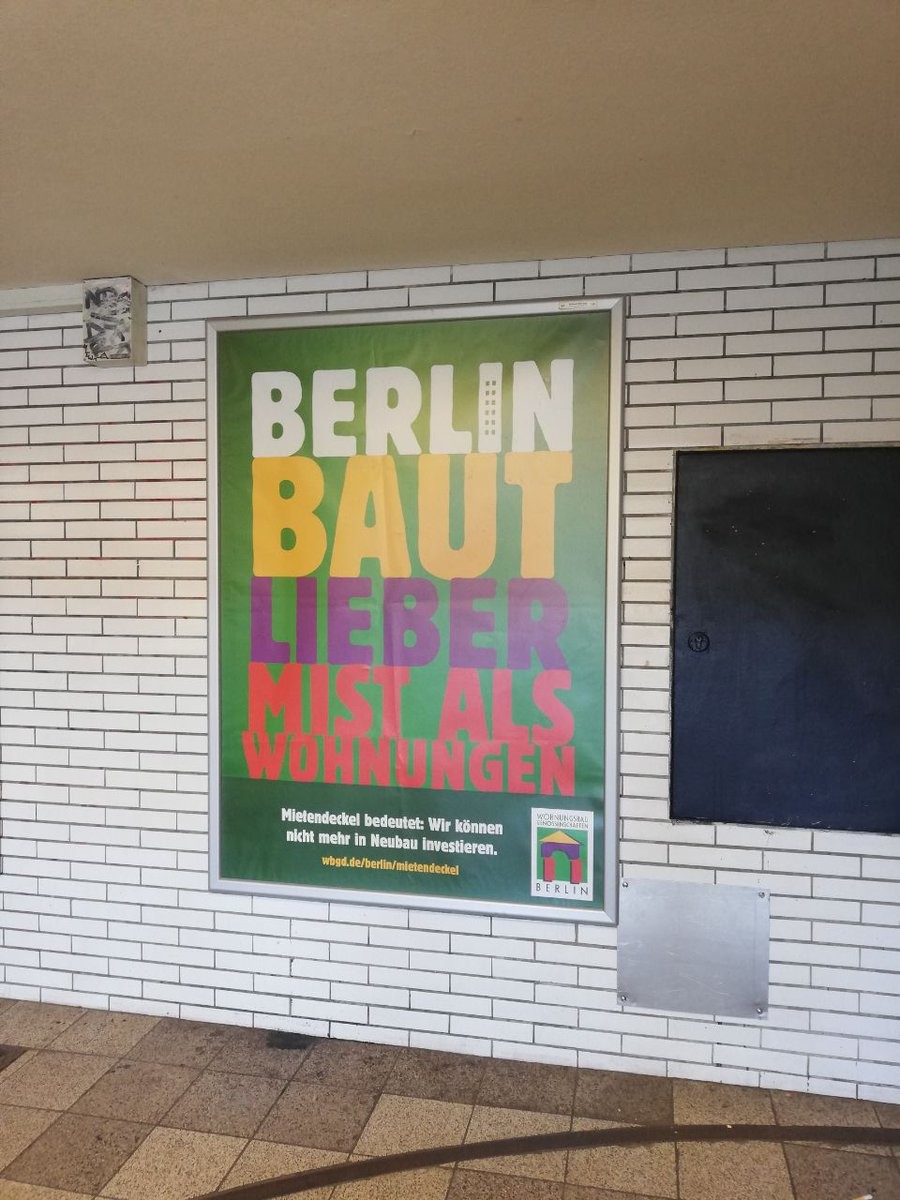 BERLIN
BAUT
LIEBER
MIST ALS
WOHNUNGEN
Mietendeckel bedeutet: Wir können
nicht mehr in Neubau investieren.
wbgd.de/berlin/mietendeckel
WOHNUNGSBAU
GENOSSENSCHAFTEN
BERLIN